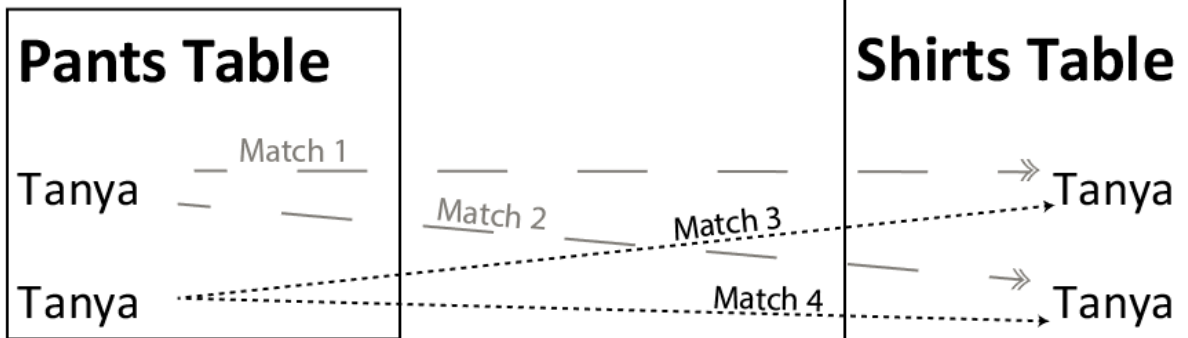 Pants Table
Shirts Table
Match 1
Tanya
Tanya
Match 2
Match 3
Tanya
Match 4
Tanya